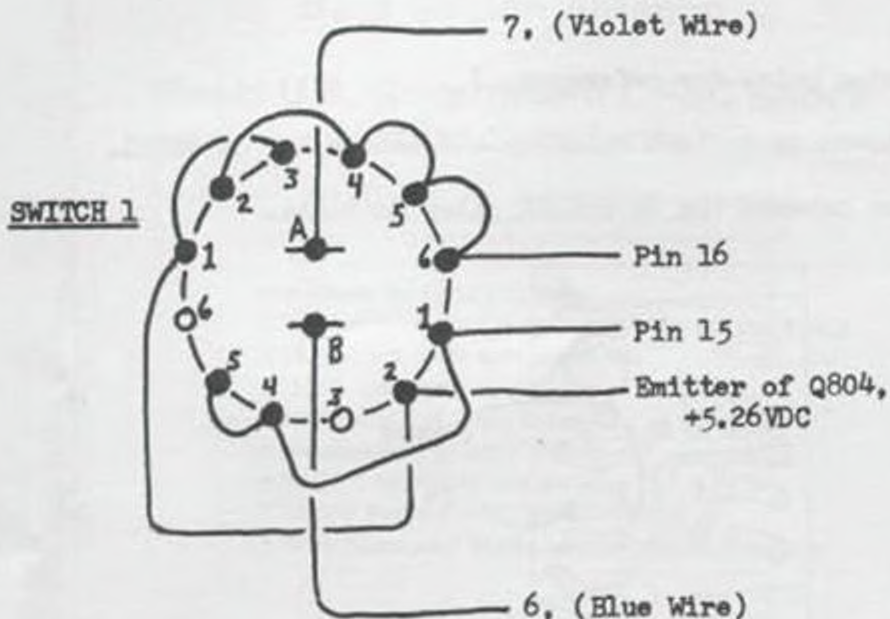 7, (Violet Wire)
SWITCH 1
3
4
2
5
A
1
6
Pin 16
6
1
Pin 15
B
5
2
Emitter of Q804,
+5.26VDC
4
3
6, (Blue Wire)